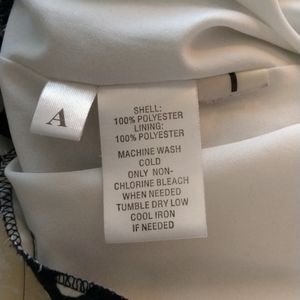 A
SHELL:
100% POLYESTER
LINING:
100% POLYESTER
MACHINE WASH
COLD
ONLY NON-
CHLORINE BLEACH
WHEN NEEDED
TUMBLE DRY LOW
COOL IRON
IF NEEDED